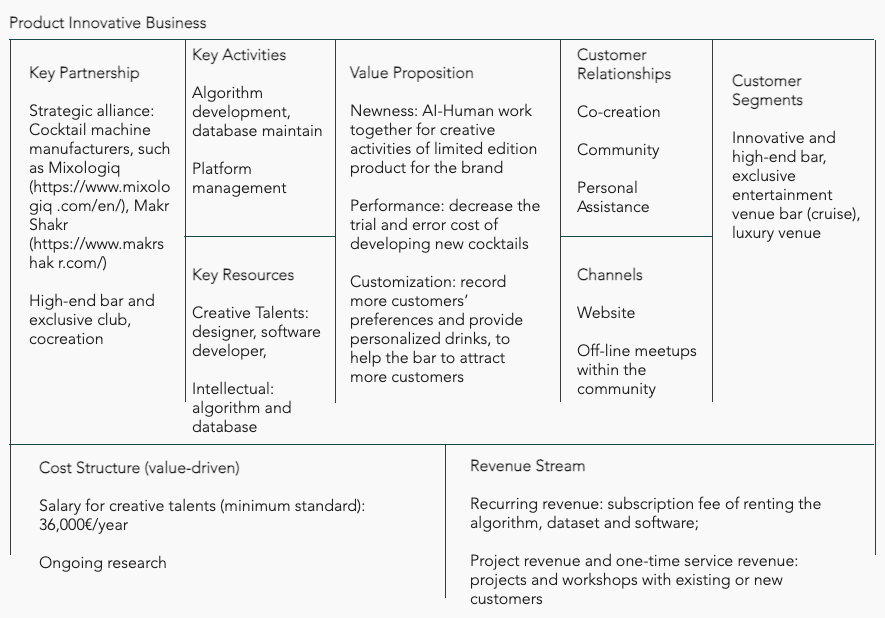 Product Innovative Business
Key Partnership
Strategic alliance:
Cocktail machine
manufacturers, such
as Mixologiq
(https://www.mixolo
giq .com/en/), Makr
Shakr
(https://www.makrs
hak r.com/)
High-end bar and
exclusive club,
cocreation
Key Activities
Algorithm
development,
database maintain
Platform
management
Key Resources
Creative Talents:
designer, software
developer,
Intellectual:
algorithm and
database
Value Proposition
Newness: AI-Human work
together for creative
activities of limited edition
product for the brand
Performance: decrease the
trial and error cost of
developing new cocktails
Customization: record
more customers’
preferences and provide
personalized drinks, to
help the bar to attract
more customers
Customer
Relationships
Co-creation
Community
Personal
Assistance
Channels
Website
Off-line meetups
within the
community
Customer
Segments
Innovative and
high-end bar,
exclusive
entertainment
venue bar (cruise),
luxury venue
Cost Structure (value-driven)
Salary for creative talents (minimum standard):
36,000€/year
Ongoing research
Revenue Stream
Recurring revenue: subscription fee of renting the
algorithm, dataset and software;
Project revenue and one-time service revenue:
projects and workshops with existing or new
customers